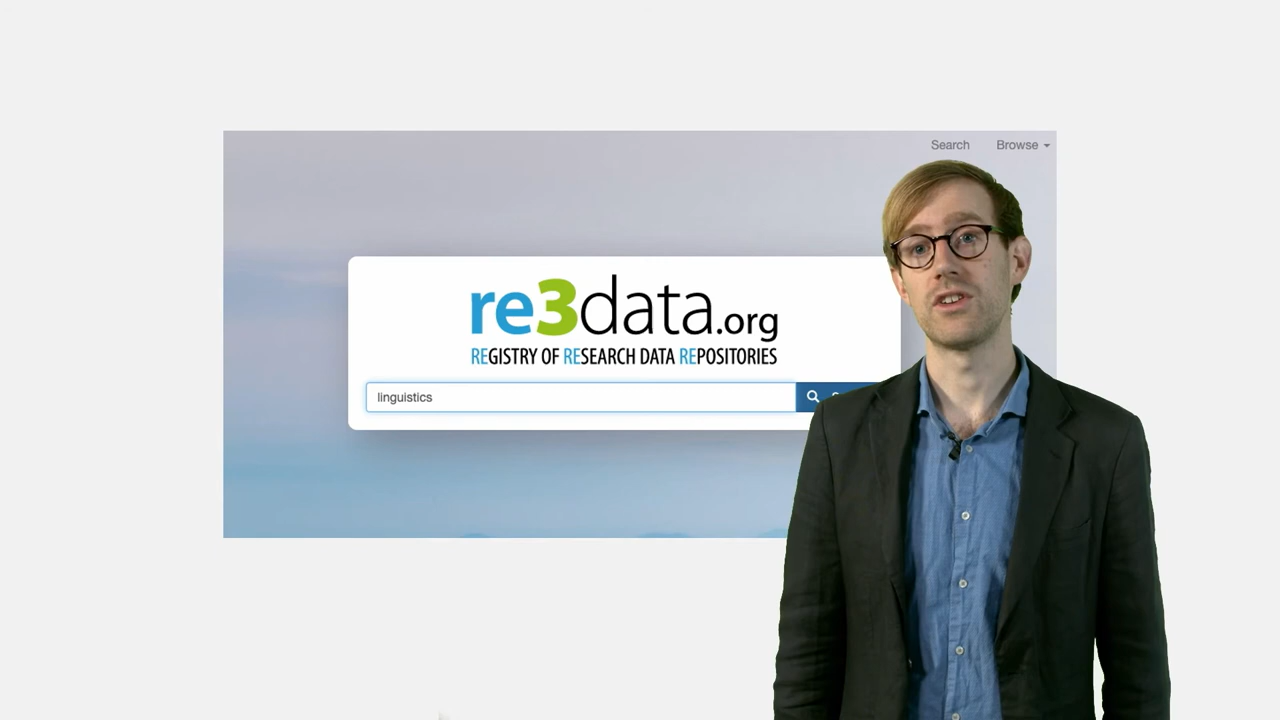 Search Browse
re3data.org
REGISTRY OF RESEARCH DATA REPOSITORIES
linguistics